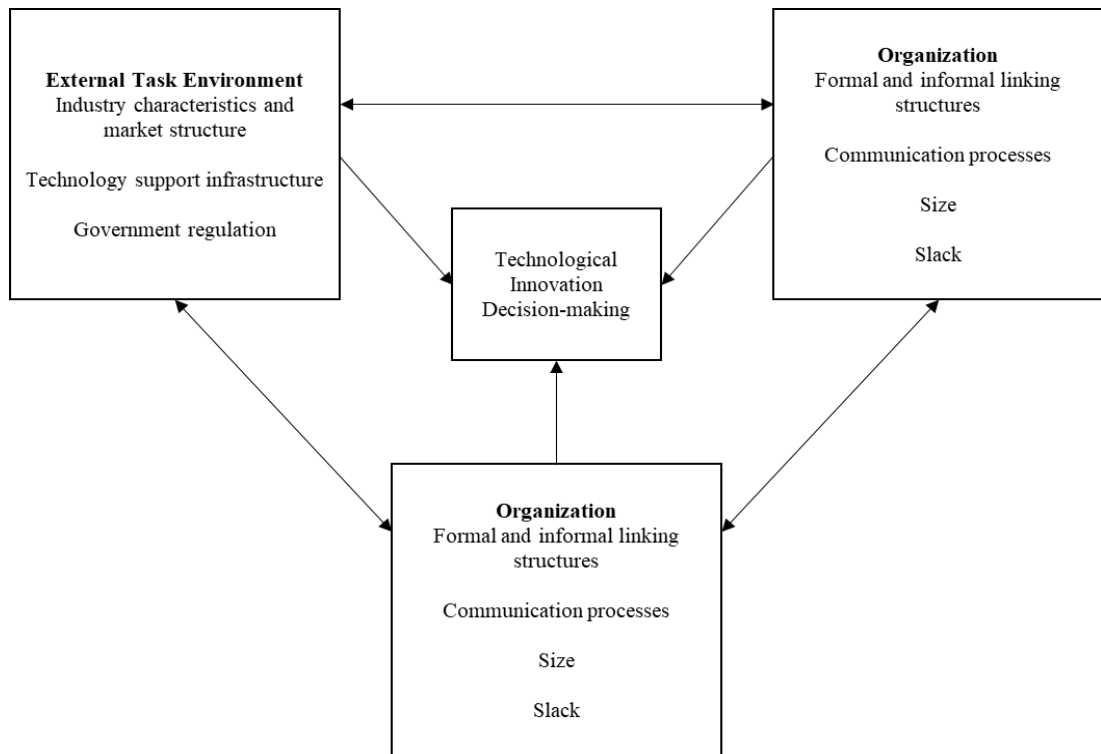 External Task Environment
Industry characteristics and
market structure
Technology support infrastructure
Government regulation
Organization
Formal and informal linking
structures
Communication processes
Size
Slack
Technological
Innovation
Decision-making
Organization
Formal and informal linking
structures
Communication processes
Size
Slack